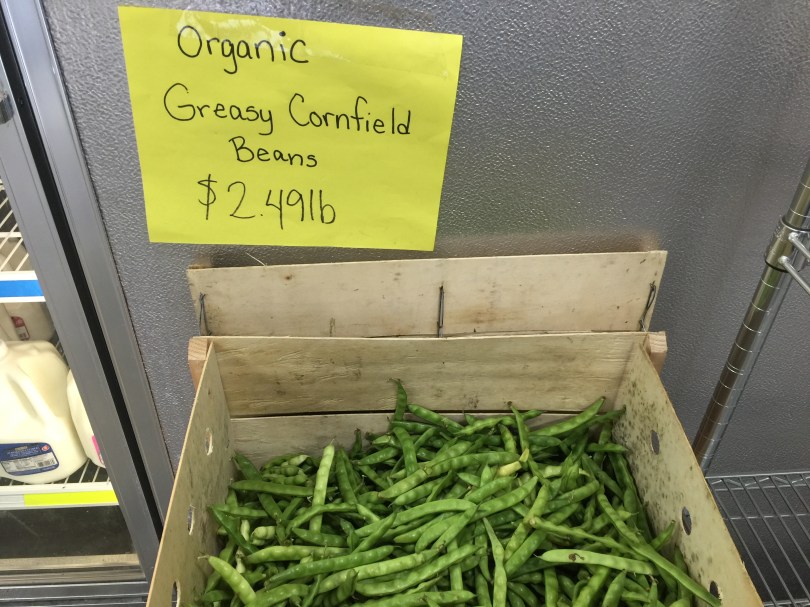 Organic
Greasy Cornfield
Beans
$2.49lb